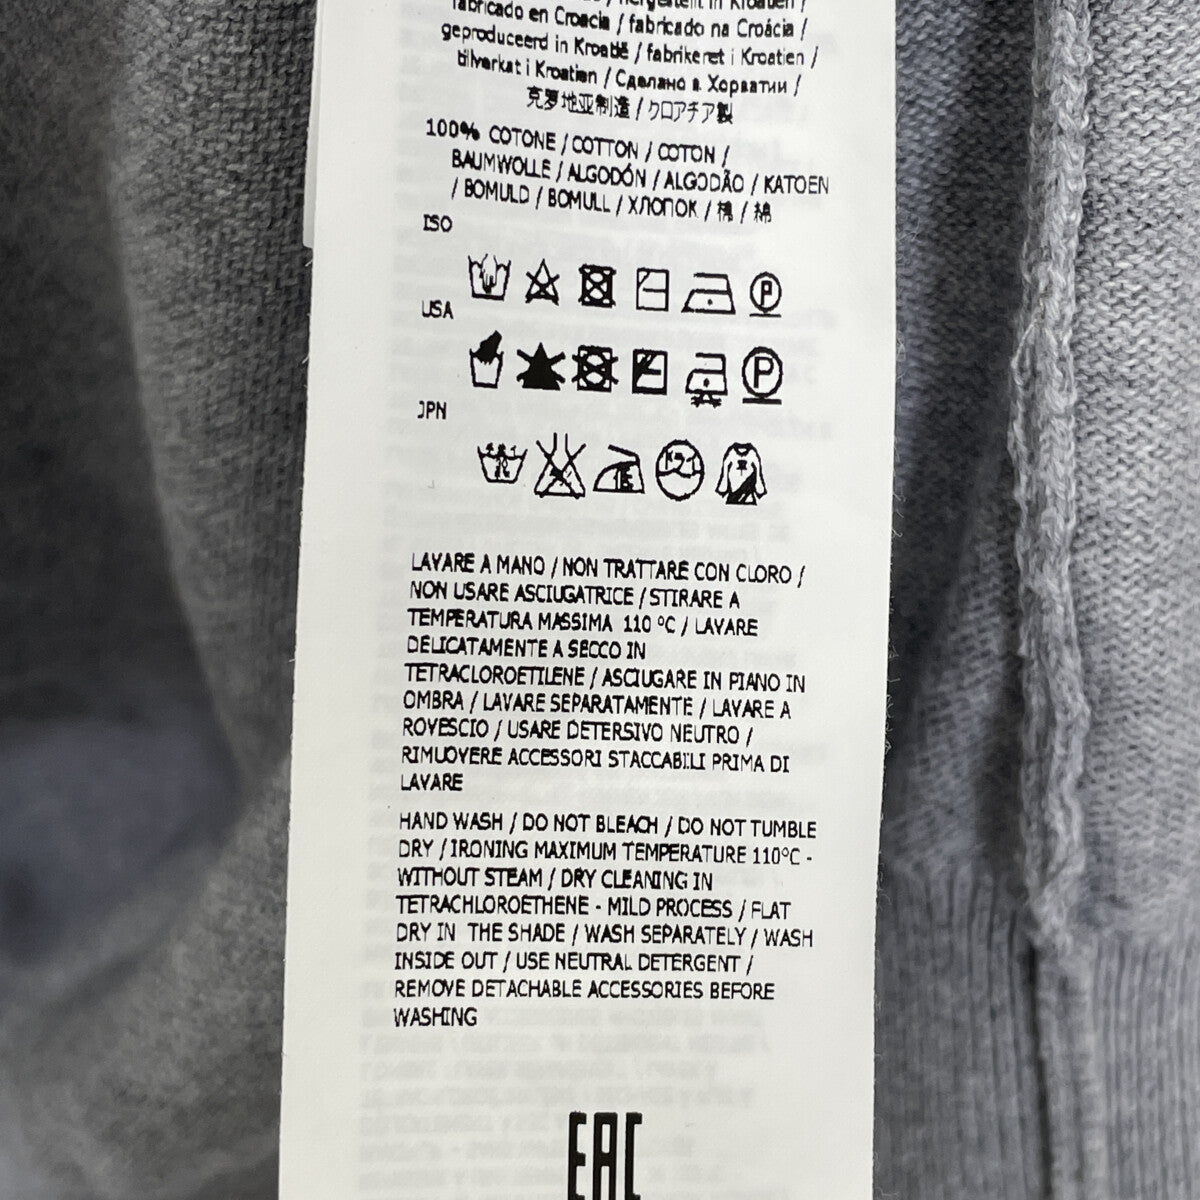 fabricado en Croacia / fabricado na Croácia /
geproduceerd in Kroatië / fabrikeret i Kroatien /
tilverkat i Kroatien / Сделано в Хорватии /
克罗地亚制造 / クロアチア製
100% COTONE / COTTON / COTON /
BAUMWOLLE / ALGODÓN / ALGODÃO / KATOEN
/ BOMULD / BOMULL / ХЛОПОК / 棉 / 綿
ISO
P
USA
P
JPN
LAVARE A MANO / NON TRATTARE CON CLORO /
NON USARE ASCIUGATRICE / STIRARE A
TEMPERATURA MASSIMA 110 °C / LAVARE
DELICATAMENTE A SECCO IN
TETRACLOROETILENE / ASCIUGARE IN PIANO IN
OMBRA / LAVARE SEPARATAMENTE / LAVARE A
ROVESCIO / USARE DETERSIVO NEUTRO /
RIMUOVERE ACCESSORI STACCABILI PRIMA DI
LAVARE
HAND WASH / DO NOT BLEACH / DO NOT TUMBLE
DRY / IRONING MAXIMUM TEMPERATURE 110°C -
WITHOUT STEAM / DRY CLEANING IN
TETRACHLOROETHENE - MILD PROCESS / FLAT
DRY IN THE SHADE / WASH SEPARATELY / WASH
INSIDE OUT / USE NEUTRAL DETERGENT /
REMOVE DETACHABLE ACCESSORIES BEFORE
WASHING
EAC